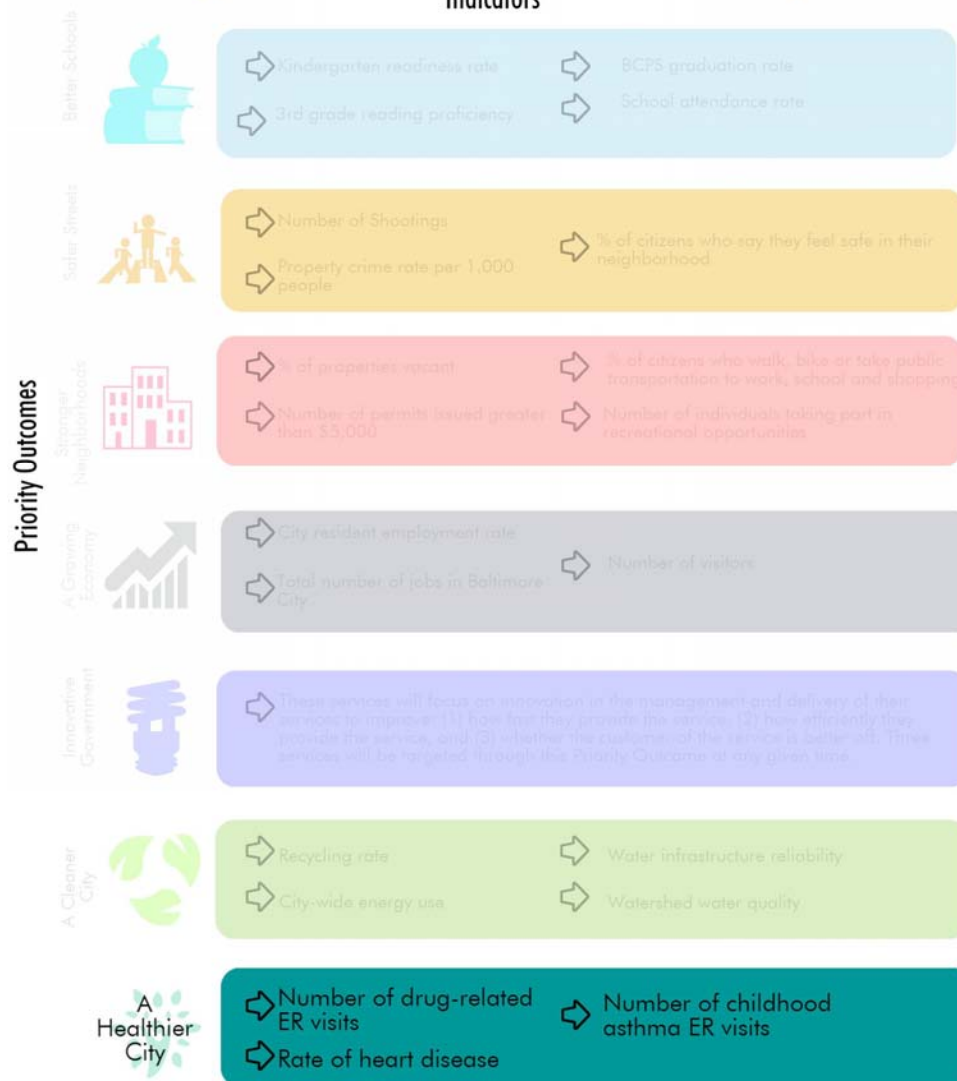 Indicators
Priority Outcomes
Better Schools
Kindergarten readiness rate
3rd grade reading proficiency
BCPS graduation rate
School attendance rate
Safer Streets
Number of Shootings
Property crime rate per 1,000
people
% of citizens who say they feel safe in their
neighborhood
Stronger
Neighborhoods
% of properties vacant
Number of permits issued greater
than $5,000
% of citizens who walk, bike or take public
transportation to work, school and shopping
Number of individuals taking part in
recreational opportunities
A Growing
Economy
City resident employment rate
Total number of jobs in Baltimore
City
Number of visitors
Innovative
Government
These services will focus on innovation in the management and delivery of their
services to improve: (1) how fast they provide the service, (2) how efficiently they
provide the service, and (3) whether the customer of the service is better off. Three
services will be targeted through this Priority Outcome at any given time.
A Cleaner
City
Recycling rate
City-wide energy use
Water infrastructure reliability
Watershed water quality
A
Healthier
City
Number of drug-related
ER visits
Rate of heart disease
Number of childhood
asthma ER visits